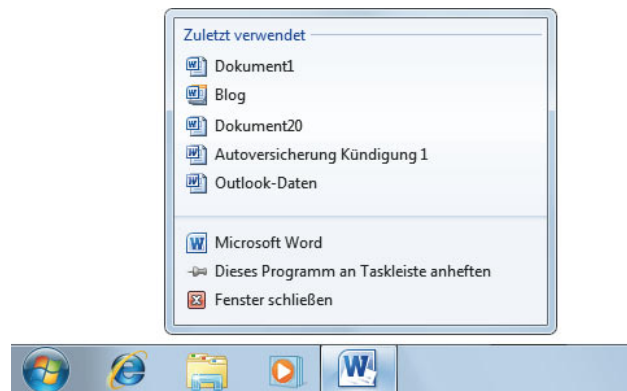 Zuletzt verwendet
Dokument1
Blog
Dokument20
Autoversicherung Kündigung 1
Outlook-Daten
Microsoft Word
Dieses Programm an Taskleiste anheften
Fenster schließen